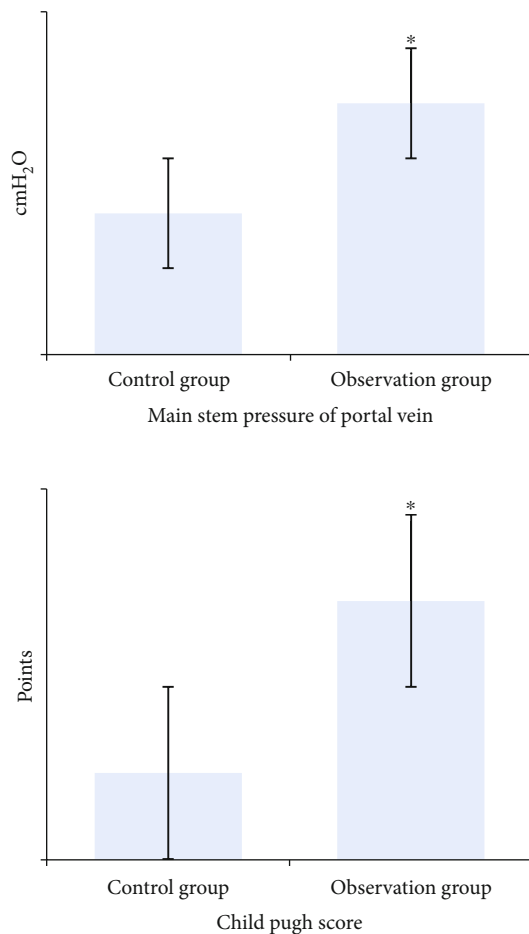 *
cmH₂O
Control group
Observation group
Main stem pressure of portal vein
*
Points
Control group
Observation group
Child pugh score